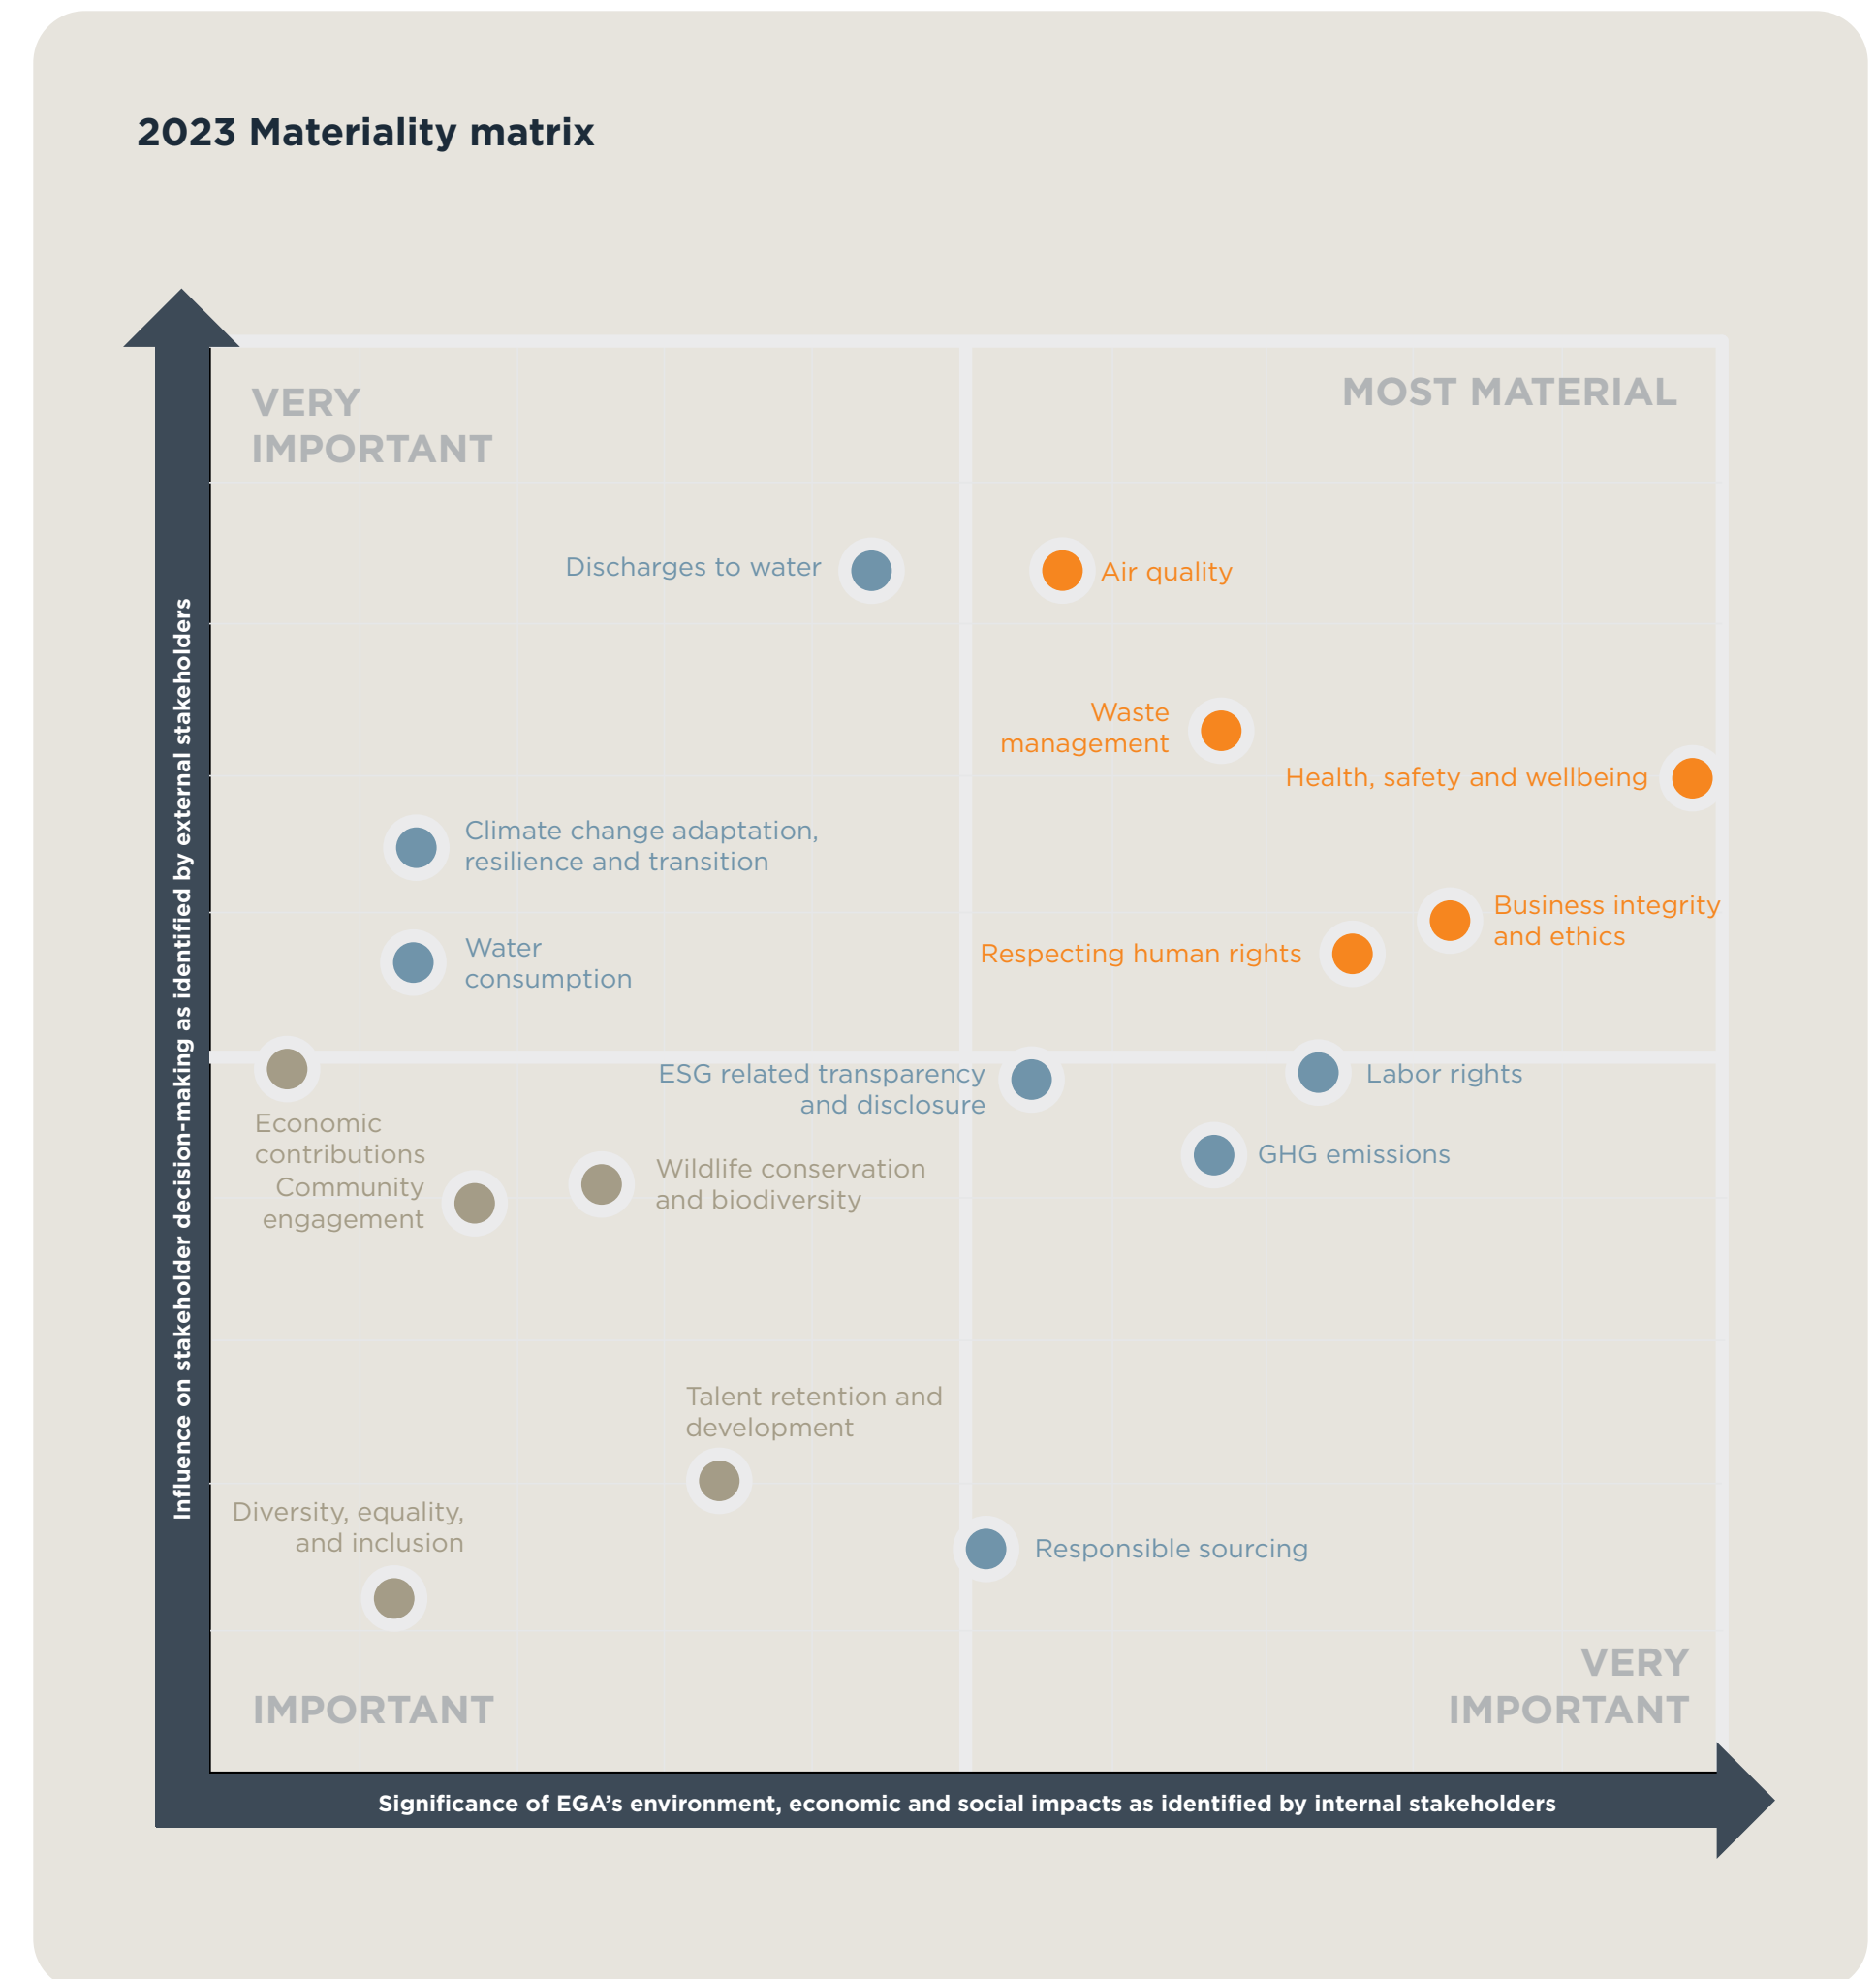 2023 Materiality matrix
VERY
IMPORTANT
MOST MATERIAL
Discharges to water
Air quality
Waste
management
Health, safety and wellbeing
Climate change adaptation,
resilience and transition
Business integrity
and ethics
Water
consumption
Respecting human rights
ESG related transparency
and disclosure
Labor rights
Economic
contributions
GHG emissions
Community
engagement
Wildlife conservation
and biodiversity
Talent retention and
development
Diversity, equality,
and inclusion
Responsible sourcing
IMPORTANT
VERY
IMPORTANT
Influence on stakeholder decision-making as identified by external stakeholders
Significance of EGA’s environment, economic and social impacts as identified by internal stakeholders